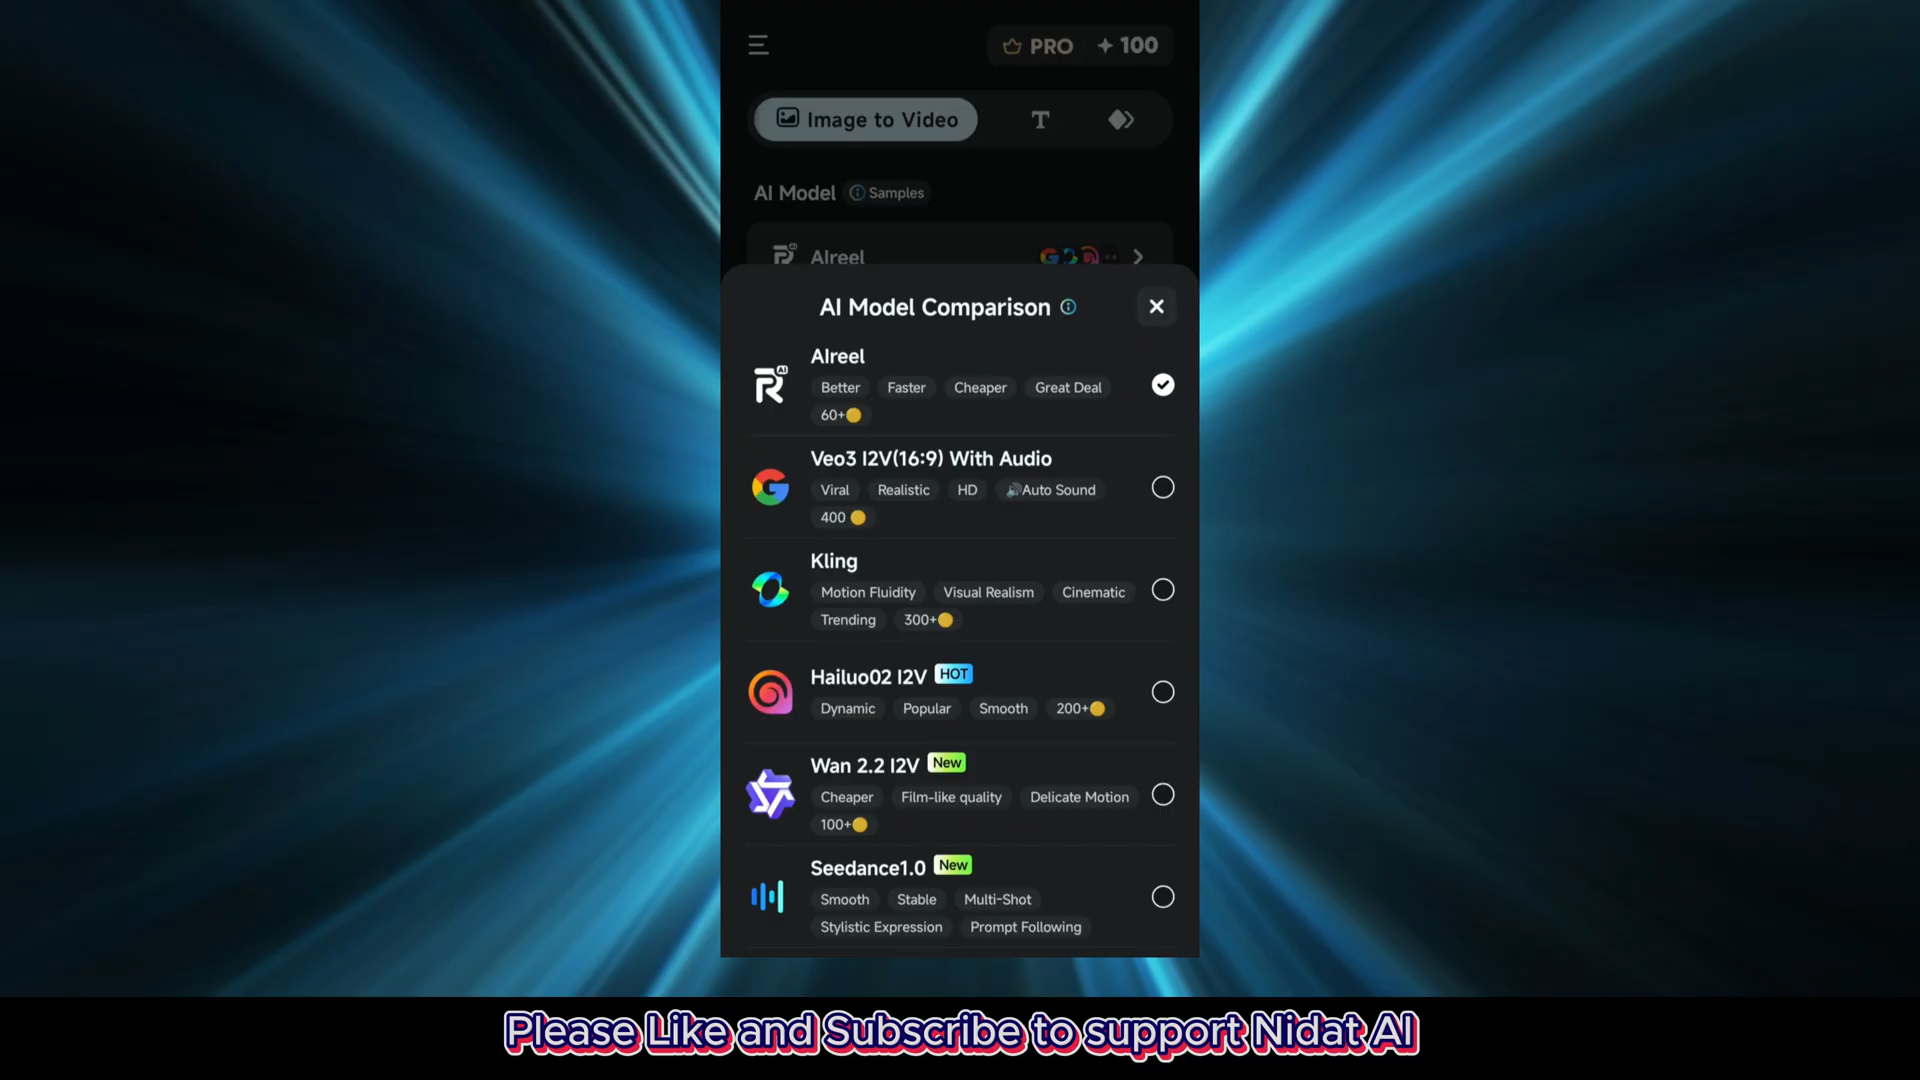 PRO 100
Image to Video T
AI Model Samples
AIreel
AI Model Comparison
AIreel
Better Faster Cheaper Great Deal
60+
Veo3 I2V(16:9) With Audio
Viral Realistic HD 🔊Auto Sound
400
Kling
Motion Fluidity Visual Realism Cinematic
Trending 300+
Hailuo02 I2V HOT
Dynamic Popular Smooth 200+
Wan 2.2 I2V New
Cheaper Film-like quality Delicate Motion
100+
Seedance1.0 New
Smooth Stable Multi-Shot
Stylistic Expression Prompt Following
Please Like and Subscribe to support Nidat AI